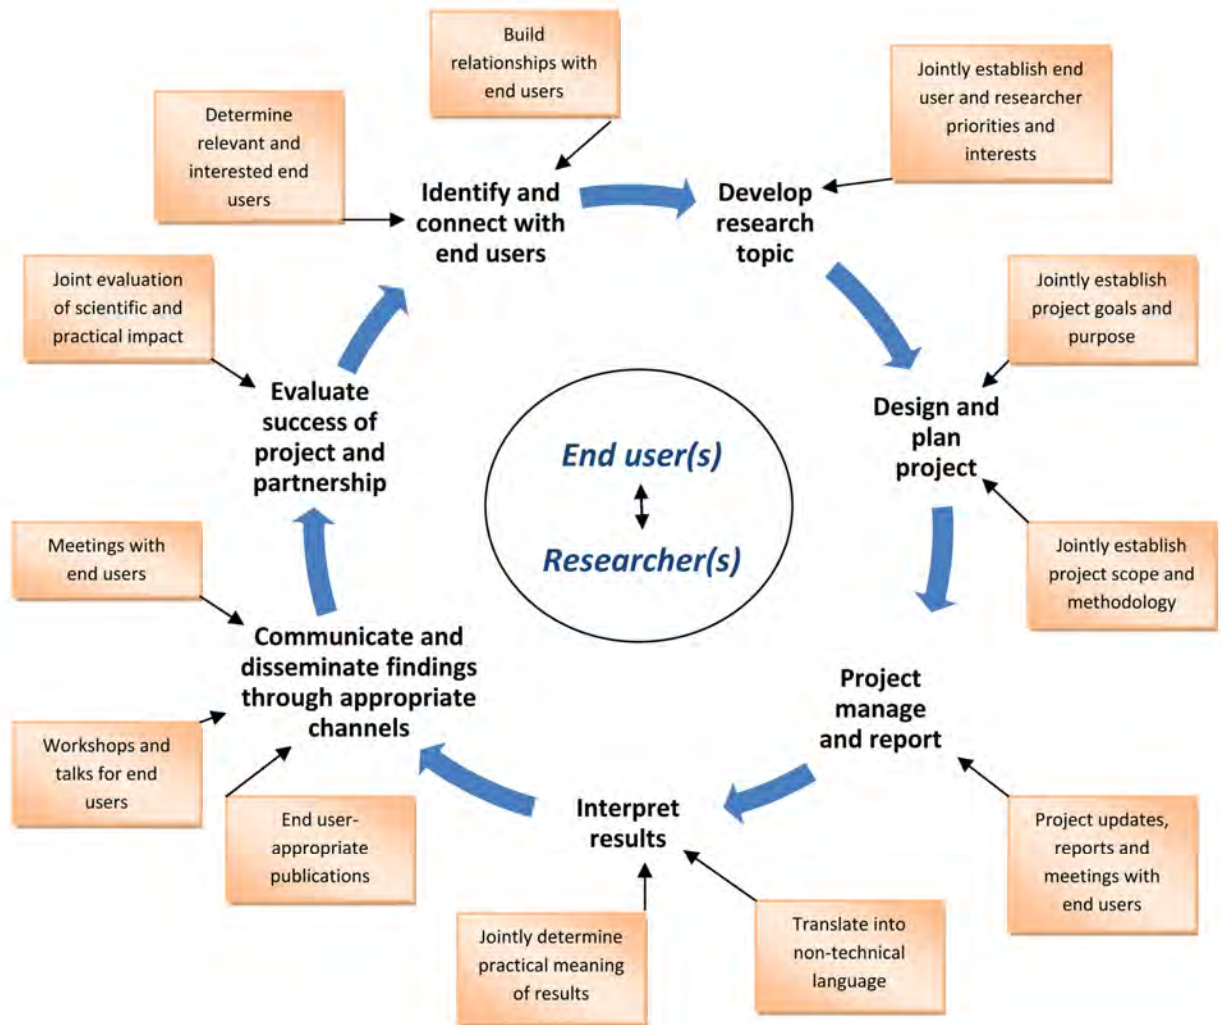 Build
relationships with
end users
Jointly establish end
user and researcher
priorities and
interests
Determine
relevant and
interested end
users
Identify and
connect with
end users
Develop
research
topic
Joint evaluation
of scientific and
practical impact
Jointly establish
project goals and
purpose
Evaluate
success of
project and
partnership
End user(s)
Researcher(s)
Design and
plan
project
Meetings with
end users
Jointly establish
project scope and
methodology
Communicate and
disseminate findings
through appropriate
channels
Project
manage
and report
Workshops and
talks for end
users
End user-
appropriate
publications
Interpret
results
Project updates,
reports and
meetings with
end users
Jointly determine
practical meaning
of results
Translate into
non-technical
language